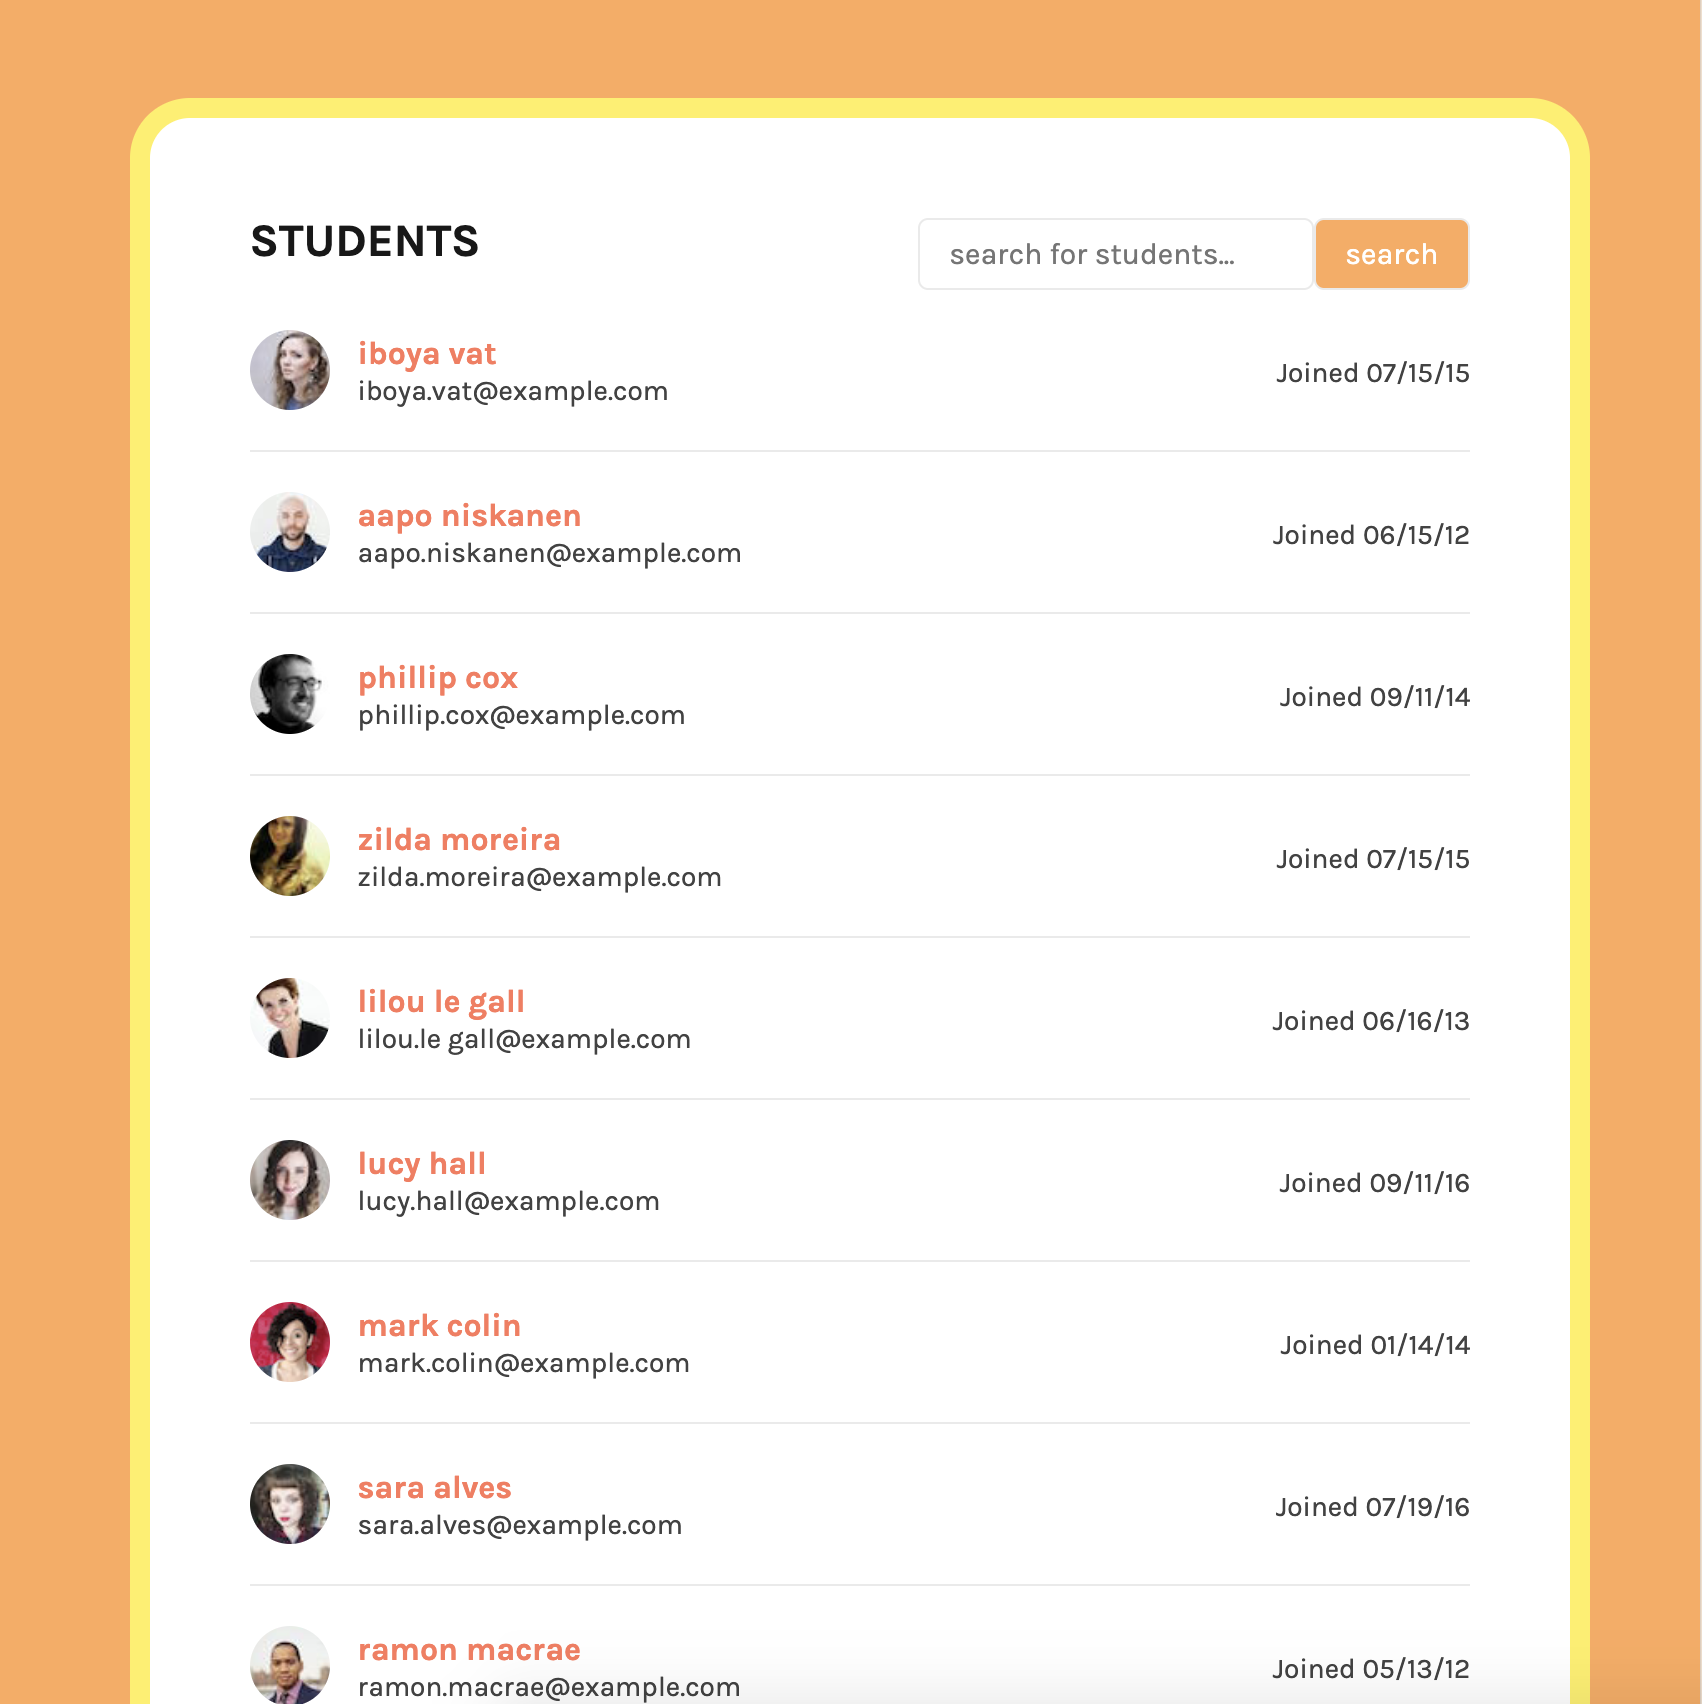 STUDENTS
search for students...
search
iboya vat
iboya.vat@example.com
Joined 07/15/15
aapo niskanen
aapo.niskanen@example.com
Joined 06/15/12
phillip cox
phillip.cox@example.com
Joined 09/11/14
zilda moreira
zilda.moreira@example.com
Joined 07/15/15
lilou le gall
lilou.le gall@example.com
Joined 06/16/13
lucy hall
lucy.hall@example.com
Joined 09/11/16
mark colin
mark.colin@example.com
Joined 01/14/14
sara alves
sara.alves@example.com
Joined 07/19/16
ramon macrae
ramon.macrae@example.com
Joined 05/13/12